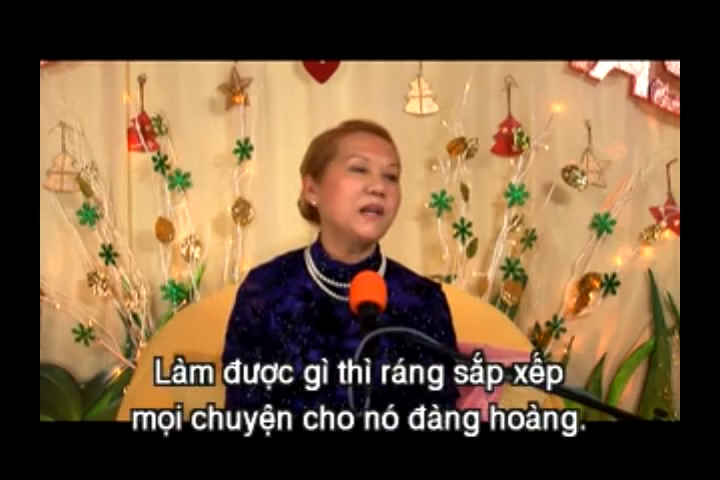 Làm được gì thì ráng sắp xếp
mọi chuyện cho nó đàng hoàng.